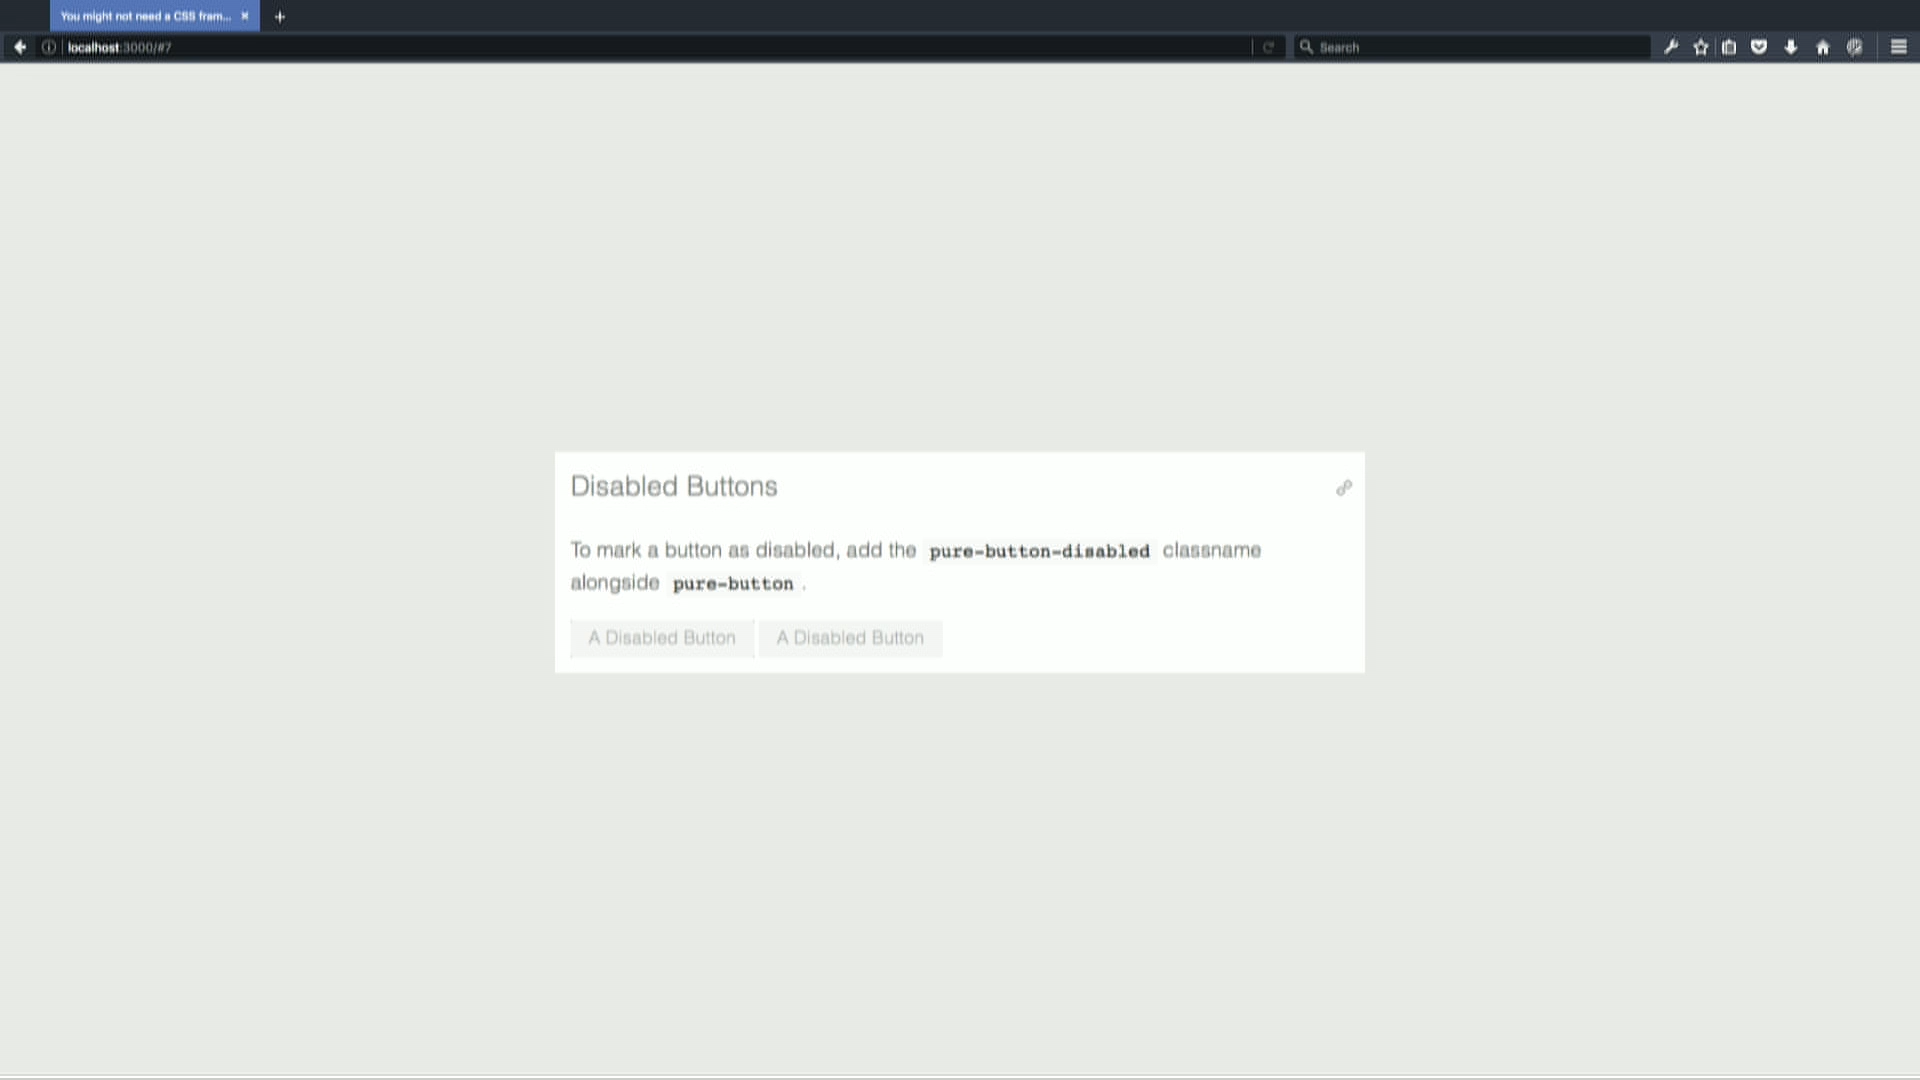 You might not need a CSS fram...
localhost:3000/#7
Search
Disabled Buttons
To mark a button as disabled, add the pure-button-disabled classname
alongside pure-button .
A Disabled Button A Disabled Button